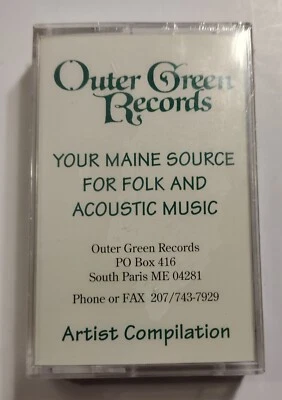 Outer Green
Records
YOUR MAINE SOURCE
FOR FOLK AND
ACOUSTIC MUSIC
Outer Green Records
PO Box 416
South Paris ME 04281
Phone or FAX 207/743-7929
Artist Compilation